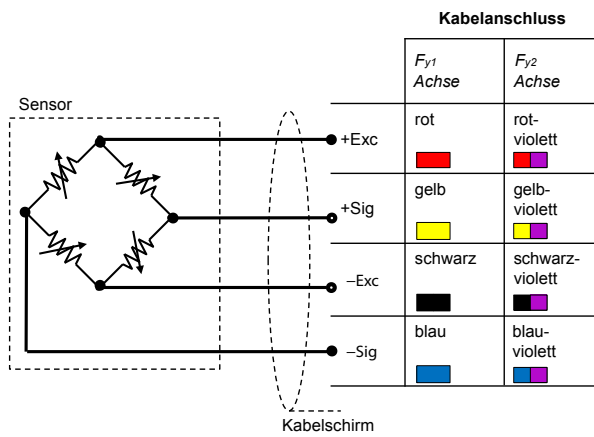 Kabelanschluss
Fy1
Achse
Fy2
Achse
Sensor
+Exc
rot
rot-
violett
+Sig
gelb
gelb-
violett
–Exc
schwarz
schwarz-
violett
–Sig
blau
blau-
violett
Kabelschirm